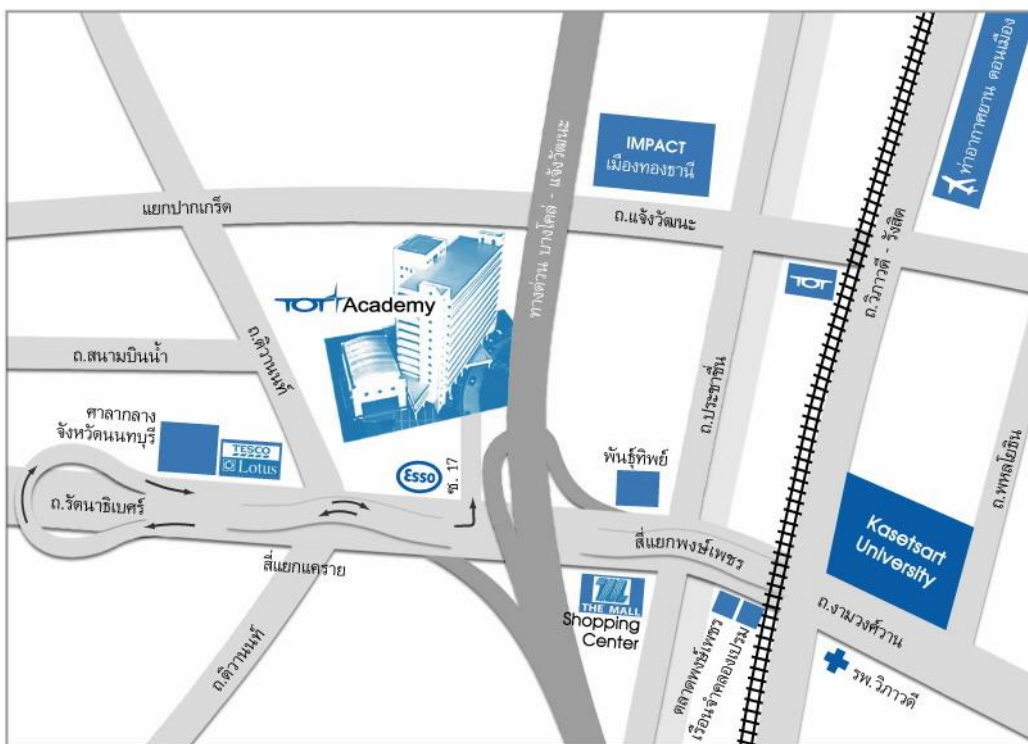 ท่าอากาศยาน ดอนเมือง
IMPACT
เมืองทองธานี
แยกปากเกร็ด
ถ.แจ้งวัฒนะ
ทางด่วน บางโคล่ - แจ้งวัฒนะ
ถ.วิภาวดี - รังสิต
TOT
TOT Academy
ถ.ติวานนท์
ถ.สนามบินน้ำ
ถ.ประชาชื่น
ศาลากลาง
จังหวัดนนทบุรี
TESCO
Lotus
Esso
ซ. 17
พันธุ์ทิพย์
ถ.พหลโยธิน
Kasetsart
University
ถ.รัตนาธิเบศร์
สี่แยกแคราย
สี่แยกพงษ์เพชร
THE MALL
Shopping
Center
ถ.งามวงศ์วาน
ตลาดพงษ์เพชร
เรือนจำคลองเปรม
รพ.วิภาวดี
ถ.ติวานนท์